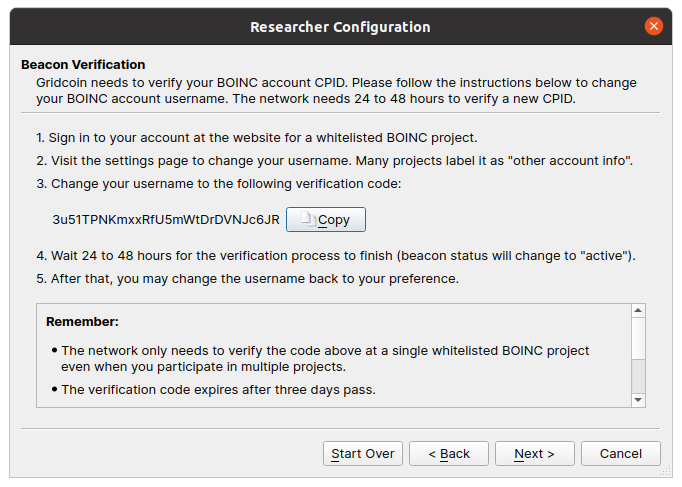 Researcher Configuration
Beacon Verification
Gridcoin needs to verify your BOINC account CPID. Please follow the instructions below to change
your BOINC account username. The network needs 24 to 48 hours to verify a new CPID.
1. Sign in to your account at the website for a whitelisted BOINC project.
2. Visit the settings page to change your username. Many projects label it as "other account info".
3. Change your username to the following verification code:
3u51TPNKmxxRfU5mWtDrDVNJc6JR Copy
4. Wait 24 to 48 hours for the verification process to finish (beacon status will change to "active").
5. After that, you may change the username back to your preference.
Remember:
• The network only needs to verify the code above at a single whitelisted BOINC project
even when you participate in multiple projects.
• The verification code expires after three days pass.
Start Over < Back Next > Cancel